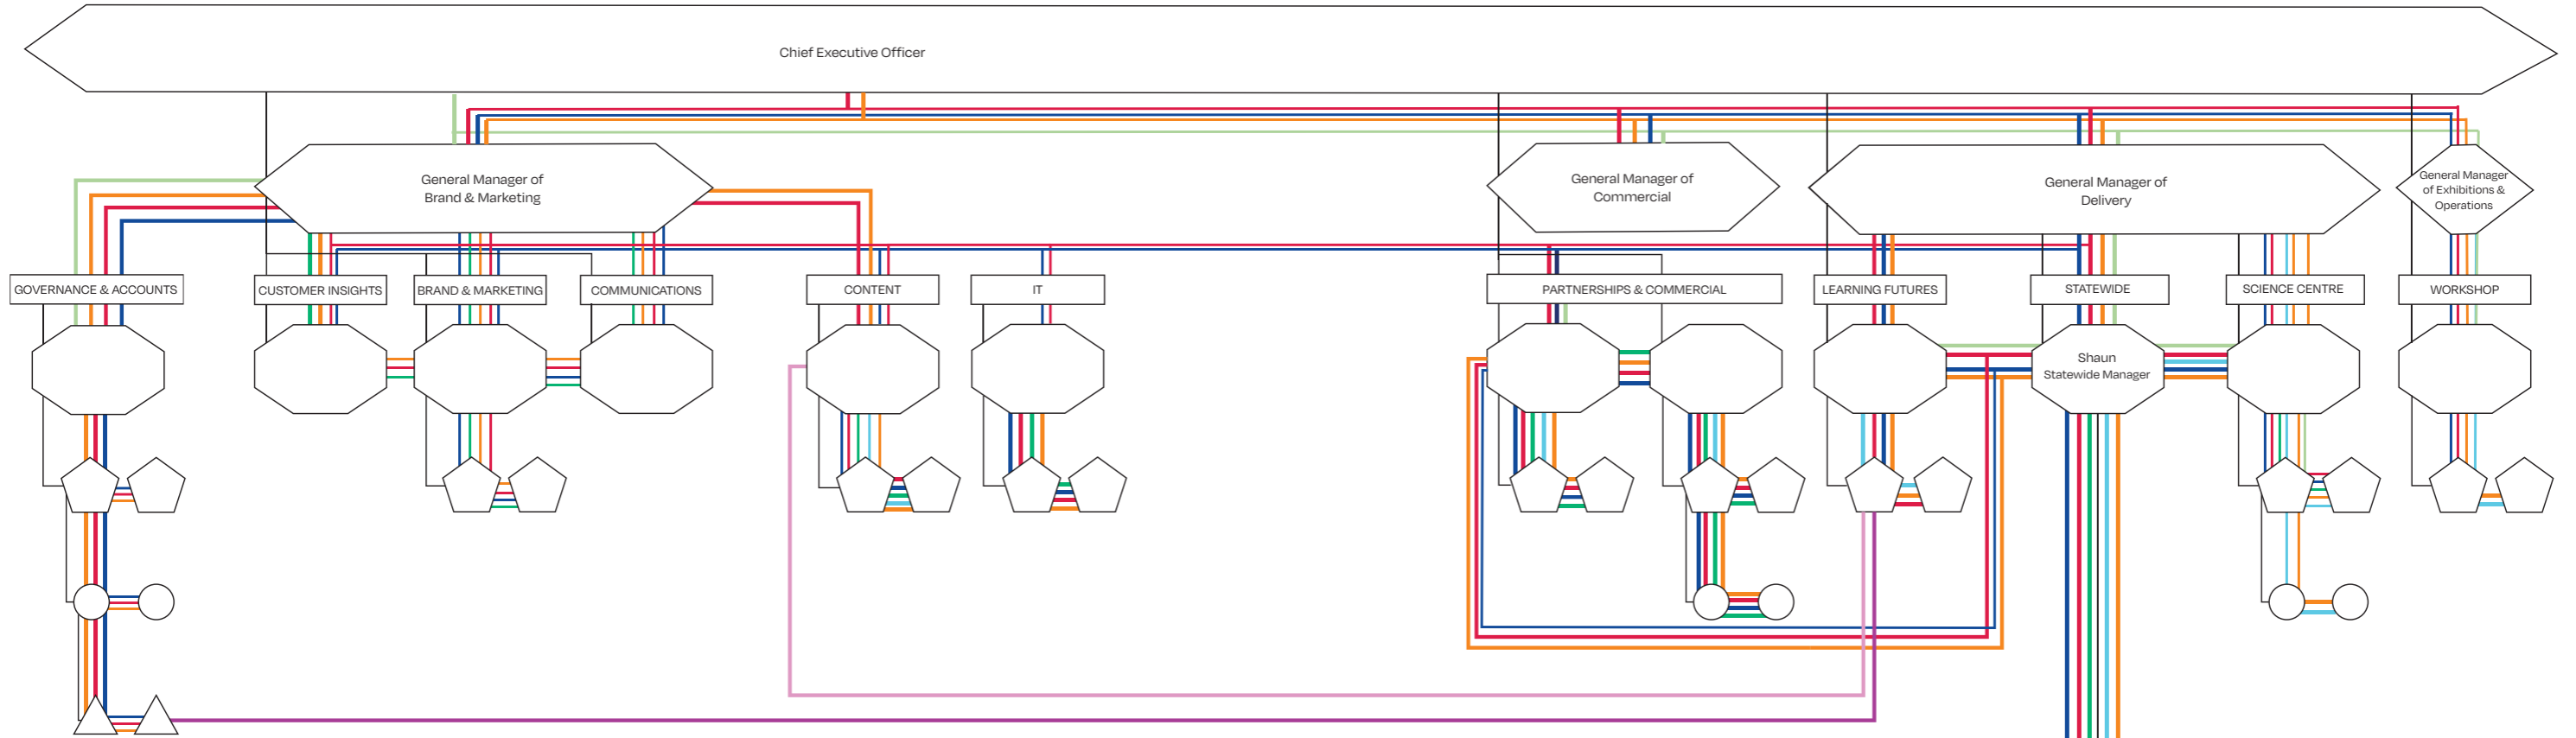 Chief Executive Officer
General Manager of
Brand & Marketing
General Manager of
Commercial
General Manager of
Delivery
General Manager
of Exhibitions &
Operations
GOVERNANCE & ACCOUNTS
CUSTOMER INSIGHTS
BRAND & MARKETING
COMMUNICATIONS
CONTENT
IT
PARTNERSHIPS & COMMERCIAL
LEARNING FUTURES
STATEWIDE
SCIENCE CENTRE
WORKSHOP
Shaun
Statewide Manager